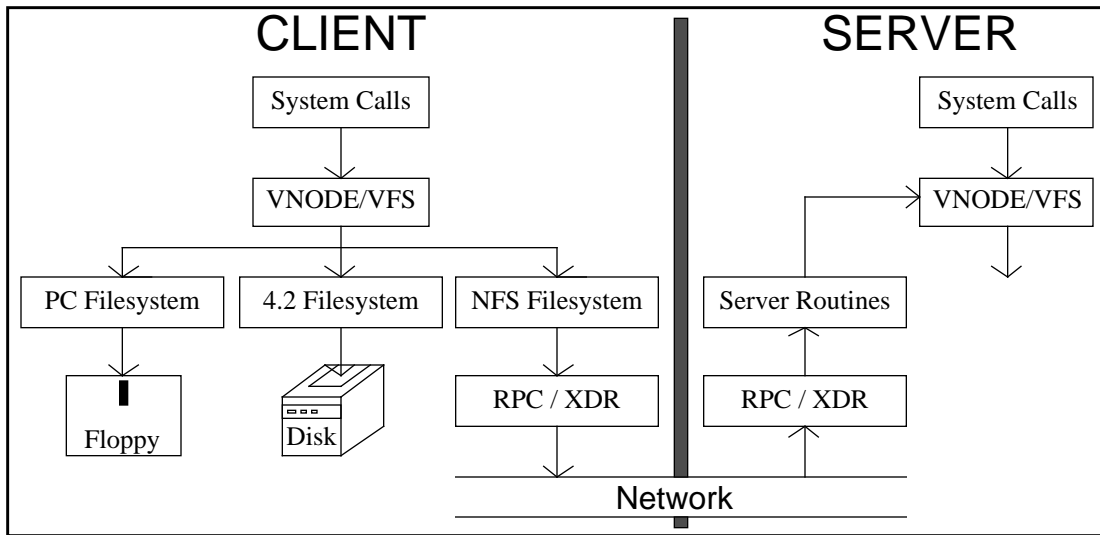 CLIENT
SERVER
System Calls
System Calls
VNODE/VFS
VNODE/VFS
PC Filesystem
4.2 Filesystem
NFS Filesystem
Server Routines
Floppy
Disk
RPC / XDR
RPC / XDR
Network